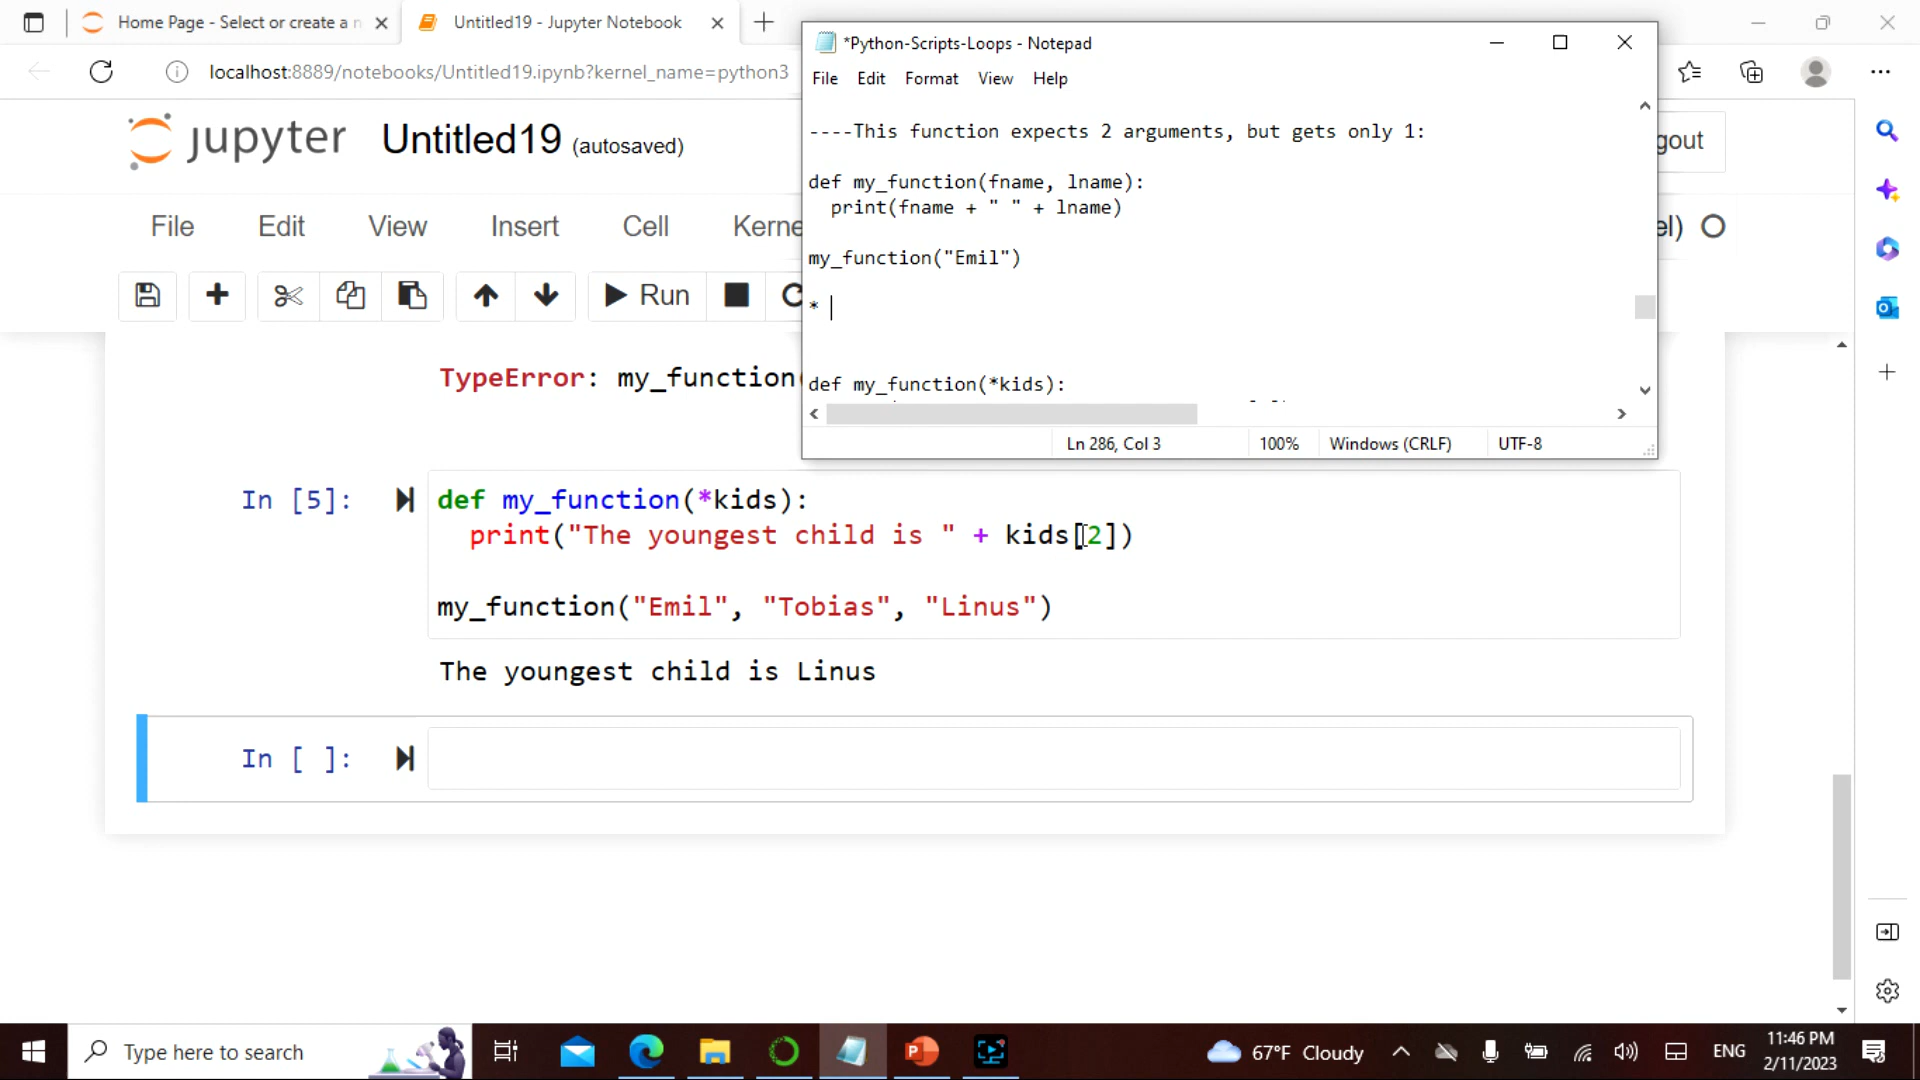 Home Page - Select or create a n
Untitled19 - Jupyter Notebook
localhost:8889/notebooks/Untitled19.ipynb?kernel_name=python3
*Python-Scripts-Loops - Notepad
File Edit Format View Help
----This function expects 2 arguments, but gets only 1:
def my_function(fname, lname):
print(fname + " " + lname)
my_function("Emil")
*
def my_function(*kids):
Ln 286, Col 3 100% Windows (CRLF) UTF-8
jupyter Untitled19 (autosaved)
gout
File Edit View Insert Cell Kerne
el)
Run
TypeError: my_function(
In [5]:
def my_function(*kids):
print("The youngest child is " + kids[2])
my_function("Emil", "Tobias", "Linus")
The youngest child is Linus
In [ ]:
Type here to search
67°F Cloudy
ENG
11:46 PM
2/11/2023